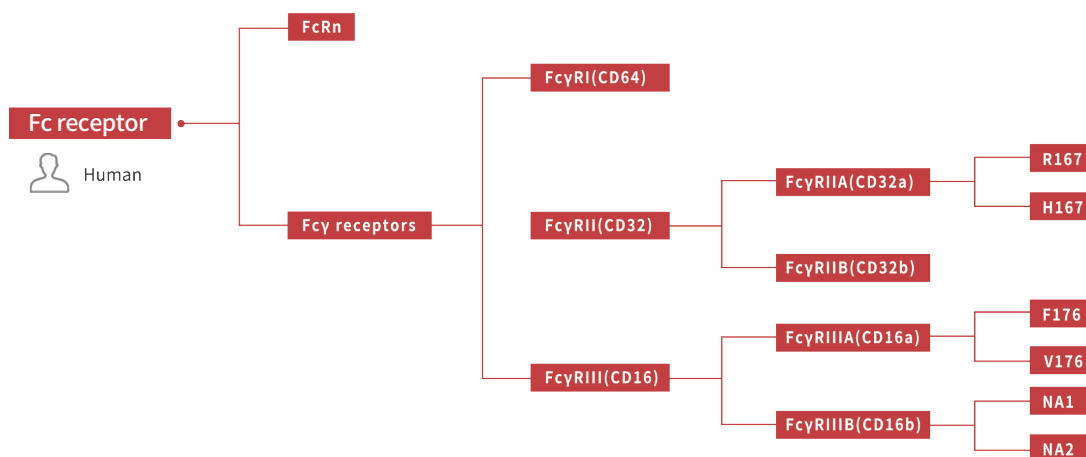 Fc receptor
Human
FcRn
Fcγ receptors
FcγRI(CD64)
FcγRII(CD32)
FcγRIII(CD16)
FcγRIIA(CD32a)
FcγRIIB(CD32b)
FcγRIIIA(CD16a)
FcγRIIIB(CD16b)
R167
H167
F176
V176
NA1
NA2